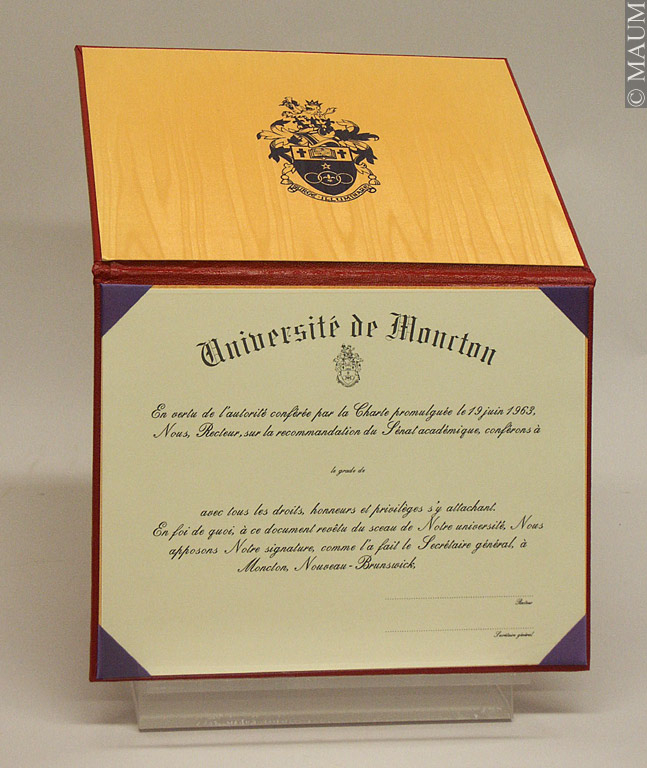 © MAUM
Université de Moncton
En vertu de l'autorité conférée par la Charte promulguée le 19 juin 1963,
Nous, Recteur, sur la recommandation du Sénat académique, conférons à
le grade de
avec tous les droits, honneurs et privilèges s'y attachant.
En foi de quoi, à ce document revêtu du sceau de Notre université, Nous
apposons Notre signature, comme l'a fait le Secrétaire général, à
Moncton, Nouveau-Brunswick,
Recteur
Secrétaire général